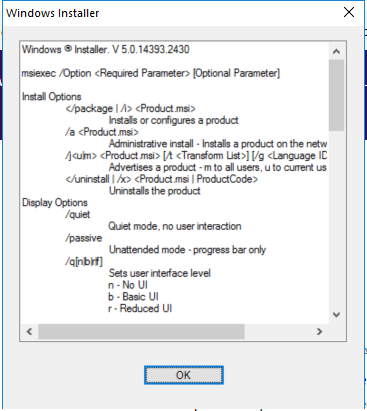 Windows Installer
Windows ® Installer. V 5.0.14393.2430
msiexec /Option <Required Parameter> [Optional Parameter]
Install Options
</package | /i> <Product.msi>
Installs or configures a product
/a <Product.msi>
Administrative install - Installs a product on the netw
/j<u|m> <Product.msi> [/t <Transform List>] [/g <Language ID
Advertises a product - m to all users, u to current us
</uninstall | /x> <Product.msi | ProductCode>
Uninstalls the product
Display Options
/quiet
Quiet mode, no user interaction
/passive
Unattended mode - progress bar only
/q[n|b|r|f]
Sets user interface level
n - No UI
b - Basic UI
r - Reduced UI
OK